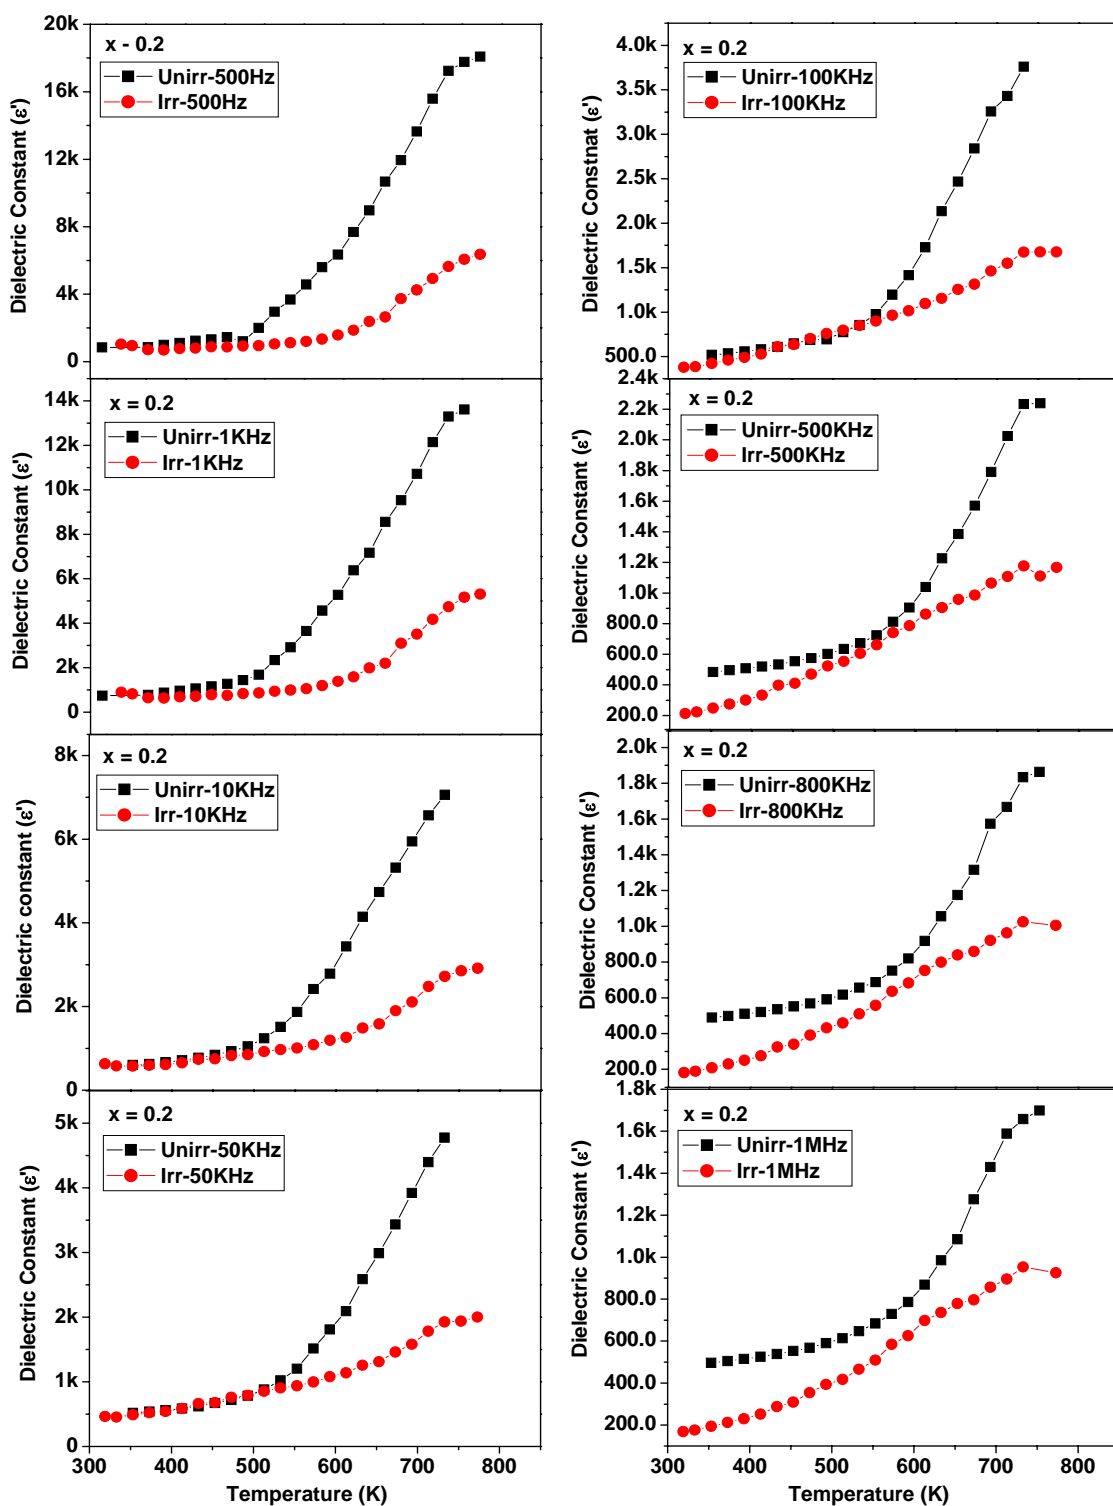 x - 0.2
Unirr-500Hz
Irr-500Hz
Dielectric Constant (ε')
20k
16k
12k
8k
4k
0
x = 0.2
Unirr-1KHz
Irr-1KHz
Dielectric Constant (ε')
14k
12k
10k
8k
6k
4k
2k
0
x = 0.2
Unirr-10KHz
Irr-10KHz
Dielectric constant (ε')
8k
6k
4k
2k
0
x = 0.2
Unirr-50KHz
Irr-50KHz
Dielectric Constant (ε')
5k
4k
3k
2k
1k
0
300 400 500 600 700 800
Temperature (K)
x = 0.2
Unirr-100KHz
Irr-100KHz
Dielectric Constnat (ε')
4.0k
3.5k
3.0k
2.5k
2.0k
1.5k
1.0k
500.0
x = 0.2
Unirr-500KHz
Irr-500KHz
Dielectric Constant (ε')
2.4k
2.2k
2.0k
1.8k
1.6k
1.4k
1.2k
1.0k
800.0
600.0
400.0
200.0
x = 0.2
Unirr-800KHz
Irr-800KHz
Dielectric Constant (ε')
2.0k
1.8k
1.6k
1.4k
1.2k
1.0k
800.0
600.0
400.0
200.0
x = 0.2
Unirr-1MHz
Irr-1MHz
Dielectric Constant (ε')
1.8k
1.6k
1.4k
1.2k
1.0k
800.0
600.0
400.0
200.0
300 400 500 600 700 800
Temperature (K)